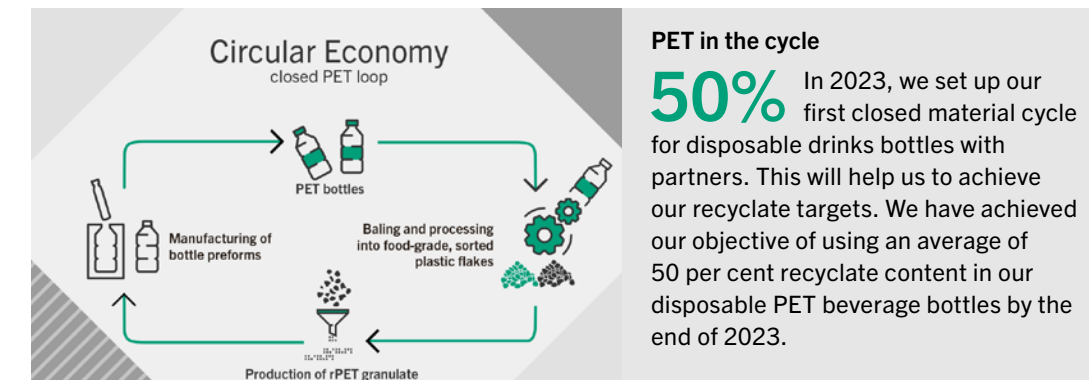 Circular Economy
closed PET loop
PET bottles
Manufacturing of
bottle preforms
Baling and processing
into food-grade, sorted
plastic flakes
Production of rPET granulate
PET in the cycle
50% In 2023, we set up our
first closed material cycle
for disposable drinks bottles with
partners. This will help us to achieve
our recyclate targets. We have achieved
our objective of using an average of
50 per cent recyclate content in our
disposable PET beverage bottles by the
end of 2023.